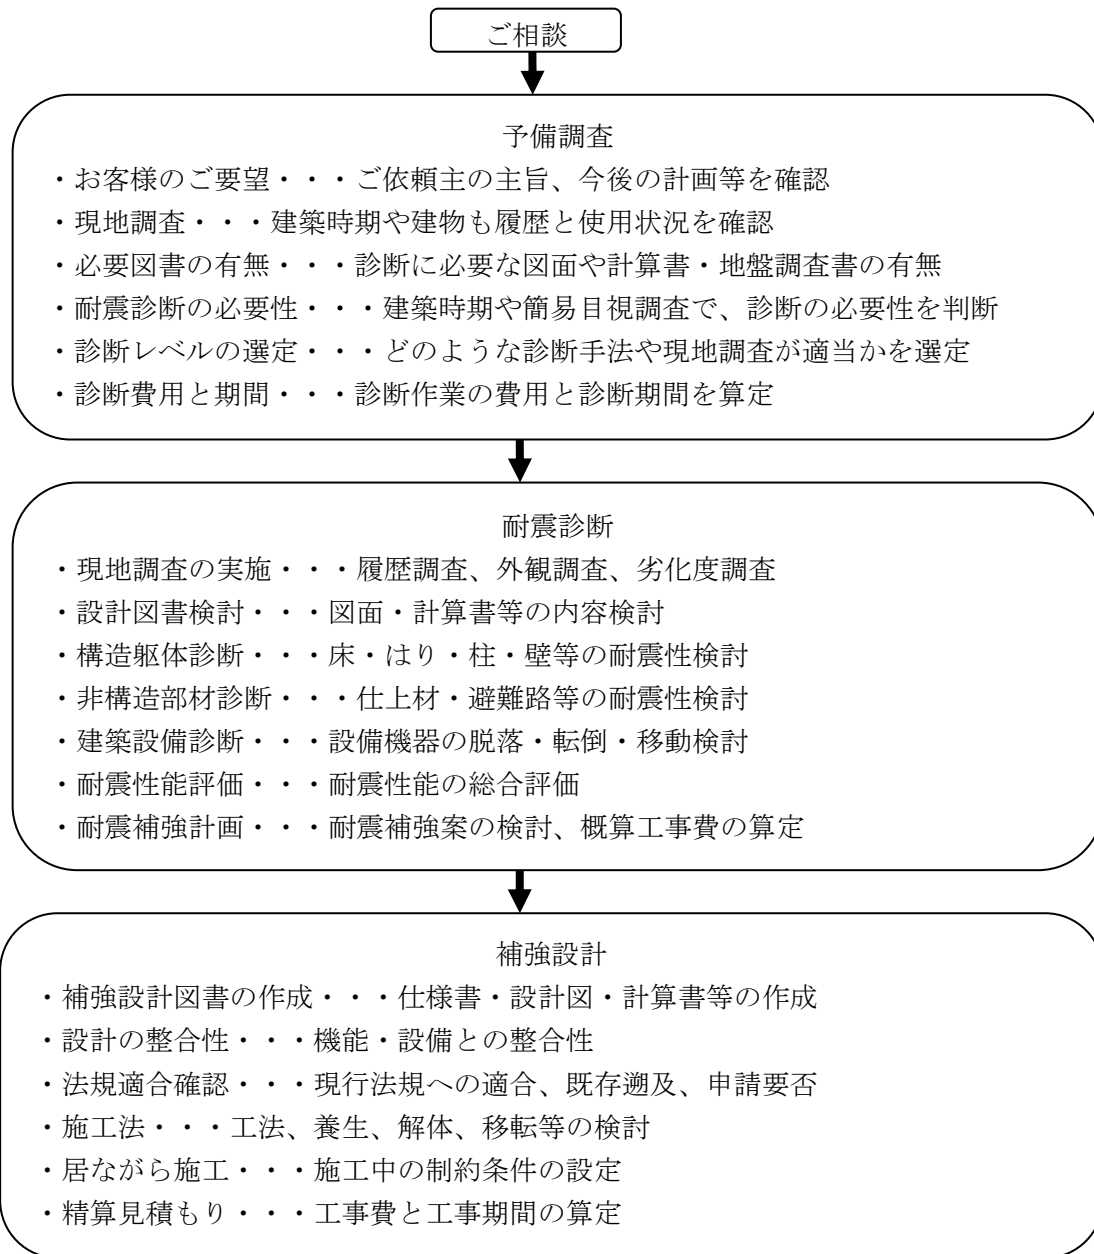 ご相談
予備調査
・お客様のご要望・・・ご依頼主の主旨、今後の計画等を確認
・現地調査・・・建築時期や建物も履歴と使用状況を確認
・必要図書の有無・・・診断に必要な図面や計算書・地盤調査書の有無
・耐震診断の必要性・・・建築時期や簡易目視調査で、診断の必要性を判断
・診断レベルの選定・・・どのような診断手法や現地調査が適当かを選定
・診断費用と期間・・・診断作業の費用と診断期間を算定
耐震診断
・現地調査の実施・・・履歴調査、外観調査、劣化度調査
・設計図書検討・・・図面・計算書等の内容検討
・構造躯体診断・・・床・はり・柱・壁等の耐震性検討
・非構造部材診断・・・仕上材・避難路等の耐震性検討
・建築設備診断・・・設備機器の脱落・転倒・移動検討
・耐震性能評価・・・耐震性能の総合評価
・耐震補強計画・・・耐震補強案の検討、概算工事費の算定
補強設計
・補強設計図書の作成・・・仕様書・設計図・計算書等の作成
・設計の整合性・・・機能・設備との整合性
・法規適合確認・・・現行法規への適合、既存遡及、申請要否
・施工法・・・工法、養生、解体、移転等の検討
・居ながら施工・・・施工中の制約条件の設定
・精算見積もり・・・工事費と工事期間の算定